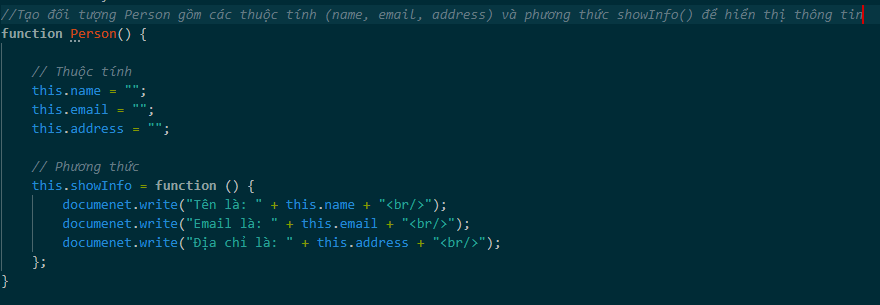 //Tạo đối tượng Person gồm các thuộc tính (name, email, address) và phương thức showInfo() để hiển thị thông tin
function Person() {
// Thuộc tính
this.name = "";
this.email = "";
this.address = "";
// Phương thức
this.showInfo = function () {
documenet.write("Tên là: " + this.name + "<br/>");
documenet.write("Email là: " + this.email + "<br/>");
documenet.write("Địa chỉ là: " + this.address + "<br/>");
};
}